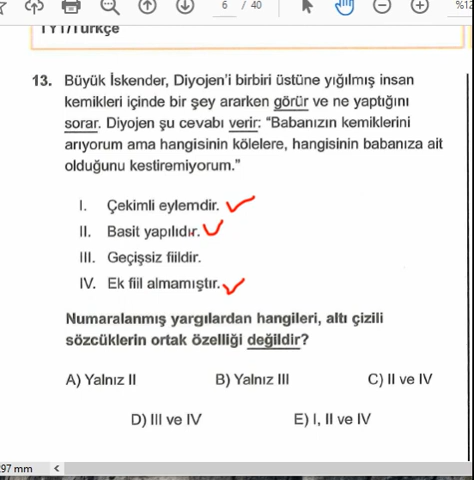 6 / 40
%12
TYT/Türkçe
13. Büyük İskender, Diyojen'i birbiri üstüne yığılmış insan
kemikleri içinde bir şey ararken görür ve ne yaptığını
sorar. Diyojen şu cevabı verir: “Babanızın kemiklerini
arıyorum ama hangisinin kölelere, hangisinin babanıza ait
olduğunu kestiremiyorum.”
I. Çekimli eylemdir.
II. Basit yapılıdır.
III. Geçişsiz fiildir.
IV. Ek fiil almamıştır.
Numaralanmış yargılardan hangileri, altı çizili
sözcüklerin ortak özelliği değildir?
A) Yalnız II B) Yalnız III C) II ve IV
D) III ve IV E) I, II ve IV
97 mm